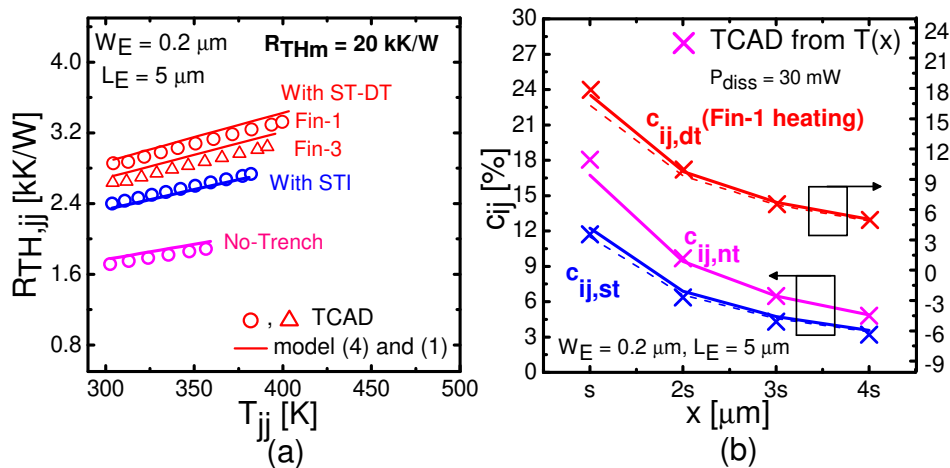 W_E = 0.2 μm
R_THm = 20 kK/W
L_E = 5 μm
With ST-DT
Fin-1
Fin-3
With STI
No-Trench
○ , △ TCAD
model (4) and (1)
R_TH,jj [kK/W]
4.0
3.2
2.4
1.6
0.8
300 350 400 450 500
T_jj [K]
(a)
TCAD from T(x)
P_diss = 30 mW
c_ij,dt (Fin-1 heating)
c_ij,nt
c_ij,st
W_E = 0.2 μm, L_E = 5 μm
c_ij [%]
30
27
24
21
18
15
12
9
6
3
0
24
21
18
15
12
9
6
3
0
-3
-6
-9
s 2s 3s 4s
x [μm]
(b)